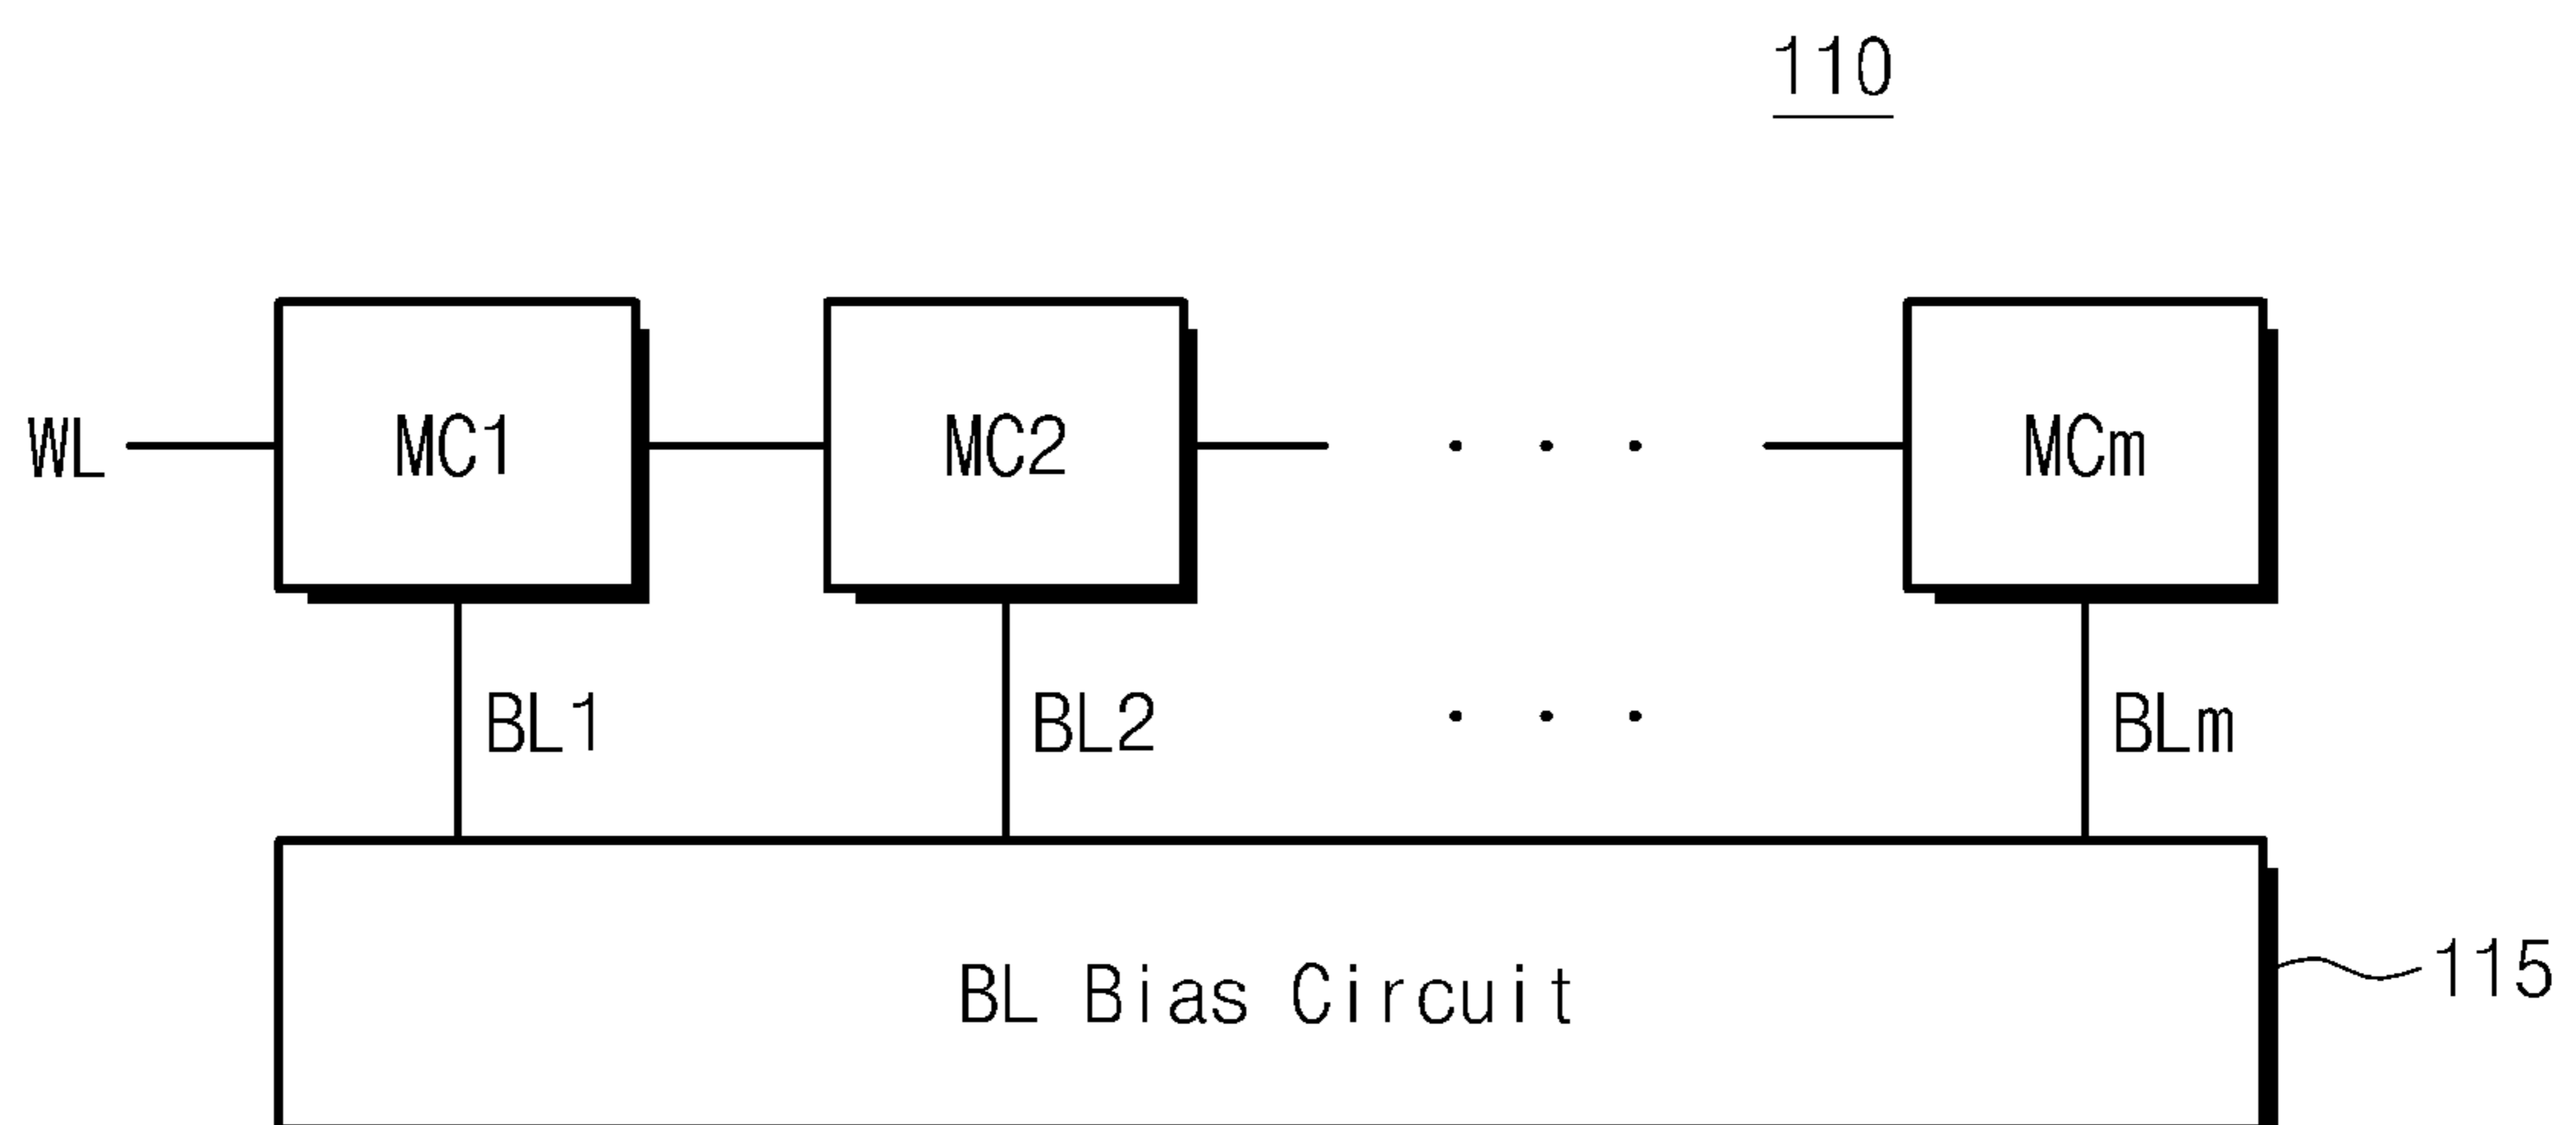 110
WL MC1 MC2 · · · MCm
BL1 BL2 · · · BLm
BL Bias Circuit 115